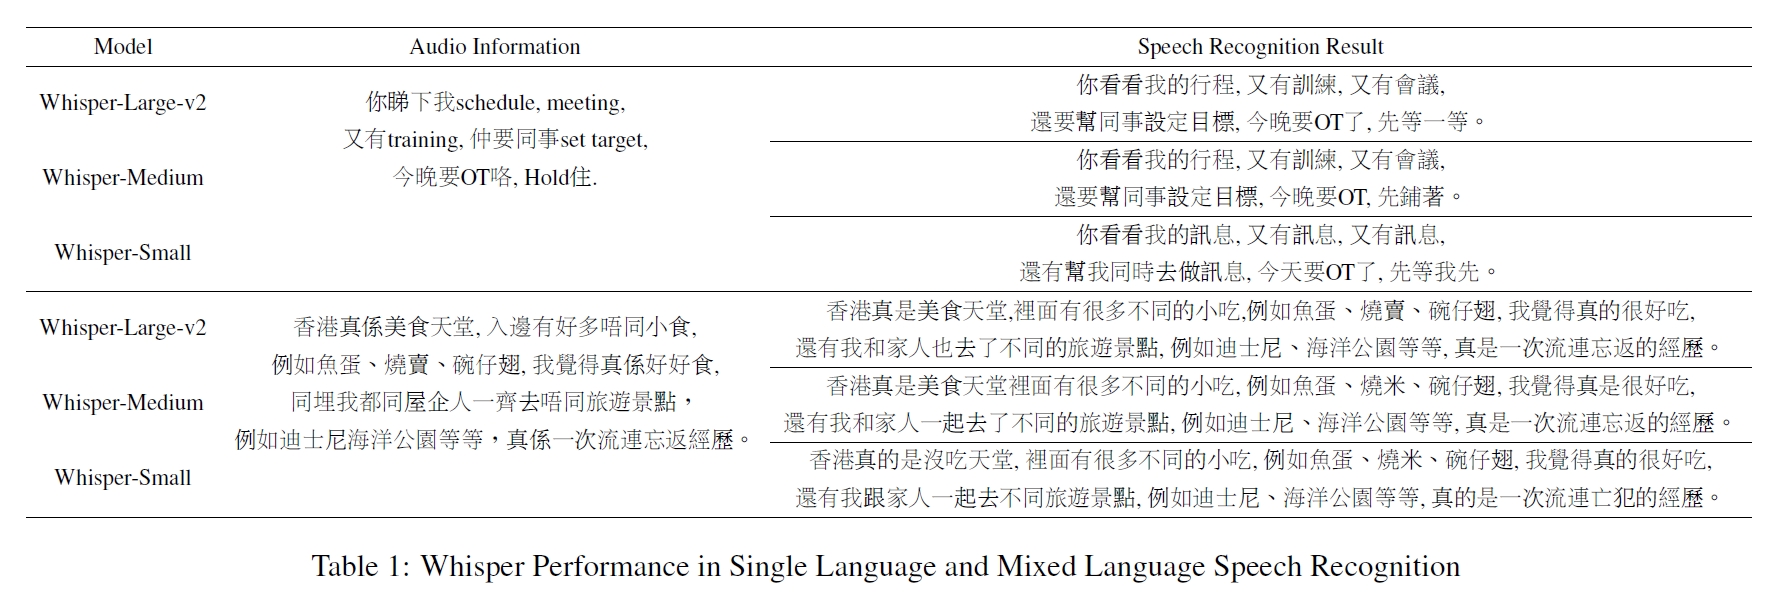 Model Audio Information Speech Recognition Result
Whisper-Large-v2
你睇下我schedule, meeting,
又有training, 仲要同事set target,
今晚要OT咯, Hold住.
你看看我的行程, 又有訓練, 又有會議,
還要幫同事設定目標, 今晚要OT了, 先等一等。
Whisper-Medium
你看看我的行程, 又有訓練, 又有會議,
還要幫同事設定目標, 今晚要OT, 先鋪著。
Whisper-Small
你看看我的訊息, 又有訊息, 又有訊息,
還有幫我同時去做訊息, 今天要OT了, 先等我先。
Whisper-Large-v2
香港真係美食天堂, 入邊有好多唔同小食,
例如魚蛋、燒賣、碗仔翅, 我覺得真係好好食,
同埋我都同屋企人一齊去唔同旅遊景點，
例如迪士尼海洋公園等等，真係一次流連忘返經歷。
香港真是美食天堂,裡面有很多不同的小吃,例如魚蛋、燒賣、碗仔翅, 我覺得真的很好吃,
還有我和家人也去了不同的旅遊景點, 例如迪士尼、海洋公園等等, 真是一次流連忘返的經歷。
Whisper-Medium
香港真是美食天堂裡面有很多不同的小吃, 例如魚蛋、燒米、碗仔翅, 我覺得真是很好吃,
還有我和家人一起去了不同的旅遊景點, 例如迪士尼、海洋公園等等, 真是一次流連忘返的經歷。
Whisper-Small
香港真的是沒吃天堂, 裡面有很多不同的小吃, 例如魚蛋、燒米、碗仔翅, 我覺得真的很好吃,
還有我跟家人一起去不同旅遊景點, 例如迪士尼、海洋公園等等, 真的是一次流連亡犯的經歷。
Table 1: Whisper Performance in Single Language and Mixed Language Speech Recognition